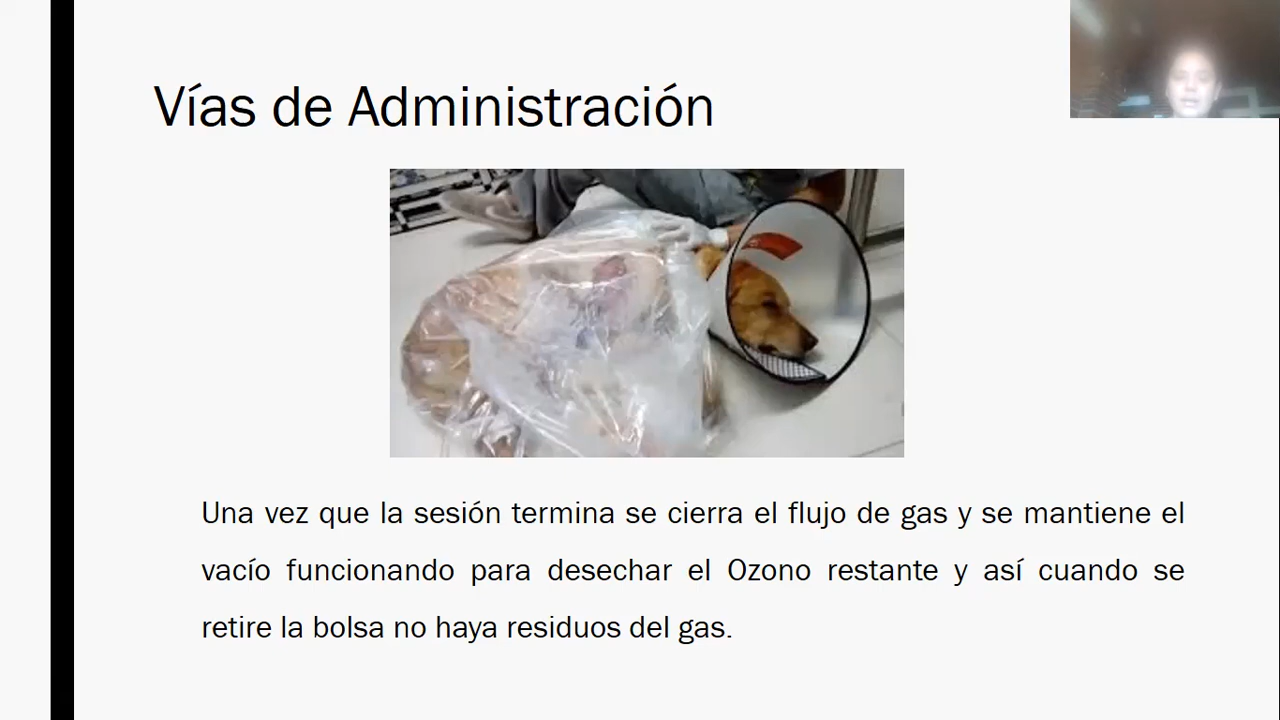 Vías de Administración
Una vez que la sesión termina se cierra el flujo de gas y se mantiene el
vacío funcionando para desechar el Ozono restante y así cuando se
retire la bolsa no haya residuos del gas.